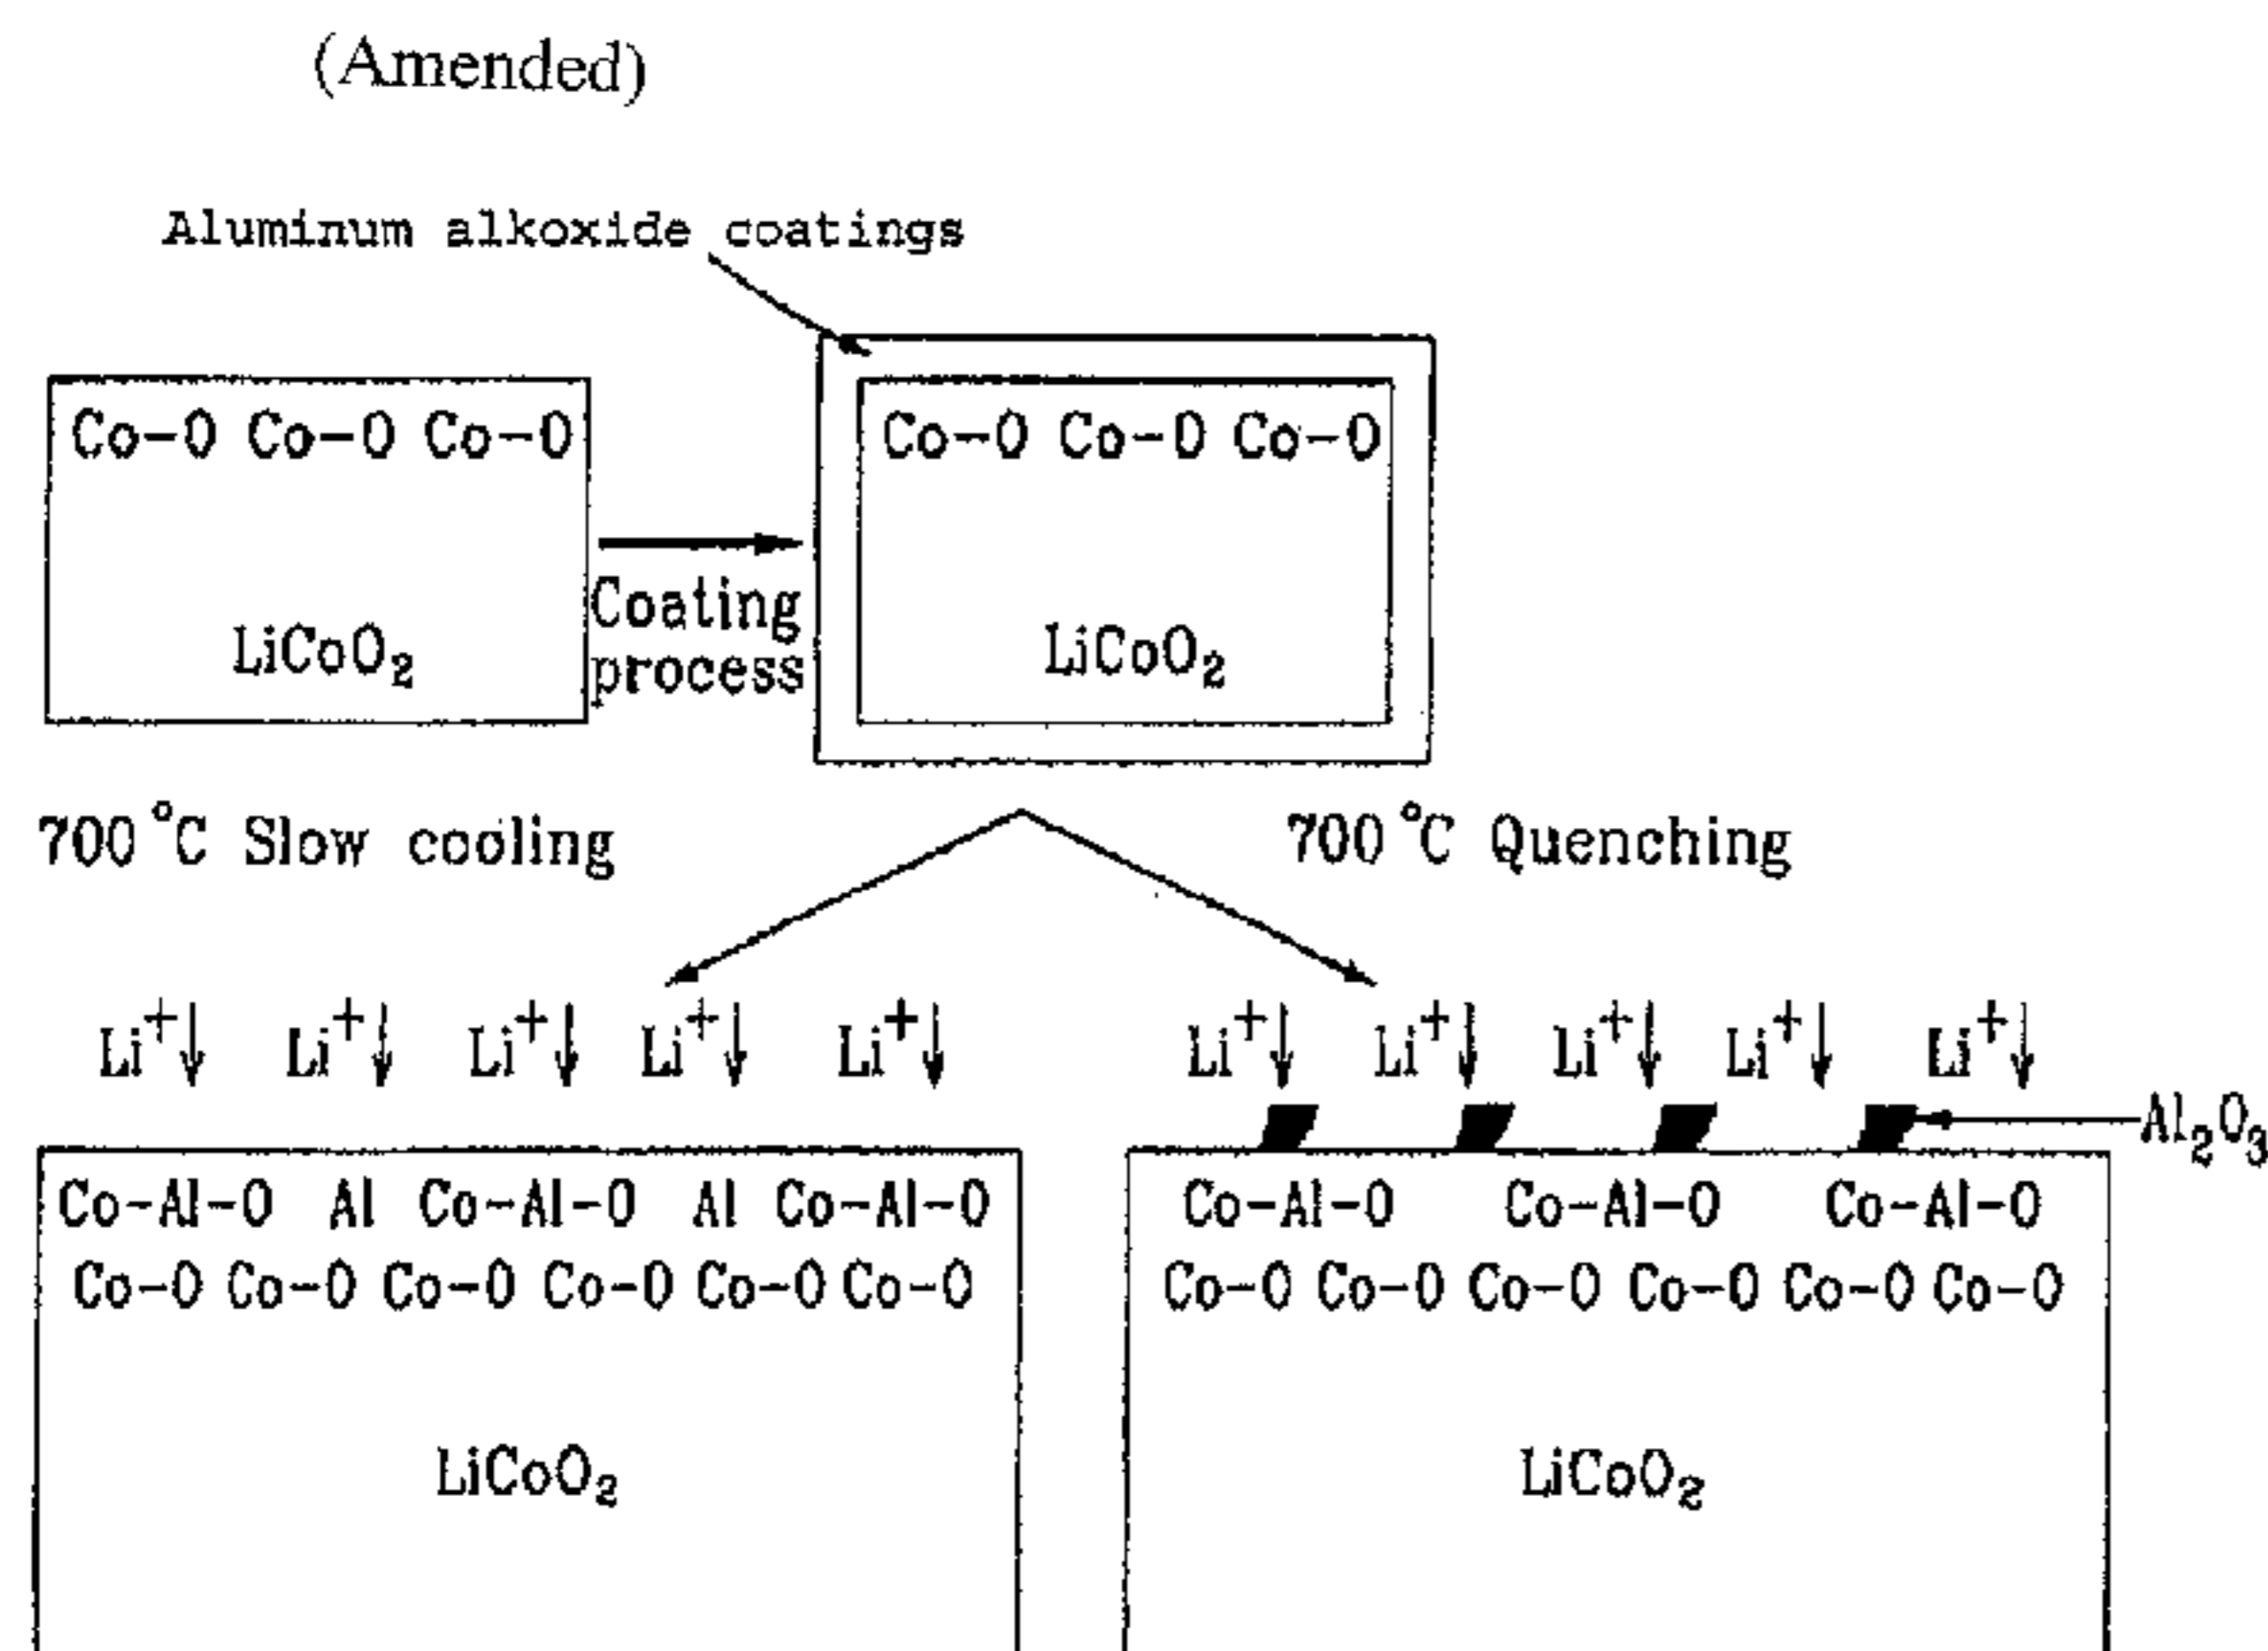 (Amended)
Aluminum alkoxide coatings
Co-O Co-O Co-O
LiCoO₂
Coating
process
Co-O Co-O Co-O
LiCoO₂
700°C Slow cooling
700°C Quenching
Li⁺ Li⁺ Li⁺ Li⁺ Li⁺
Co-Al-O Al Co-Al-O Al Co-Al-O
Co-O Co-O Co-O Co-O Co-O Co-O
LiCoO₂
Li⁺ Li⁺ Li⁺ Li⁺ Li⁺
Al₂O₃
Co-Al-O Co-Al-O Co-Al-O
Co-O Co-O Co-O Co-O Co-O Co-O
LiCoO₂